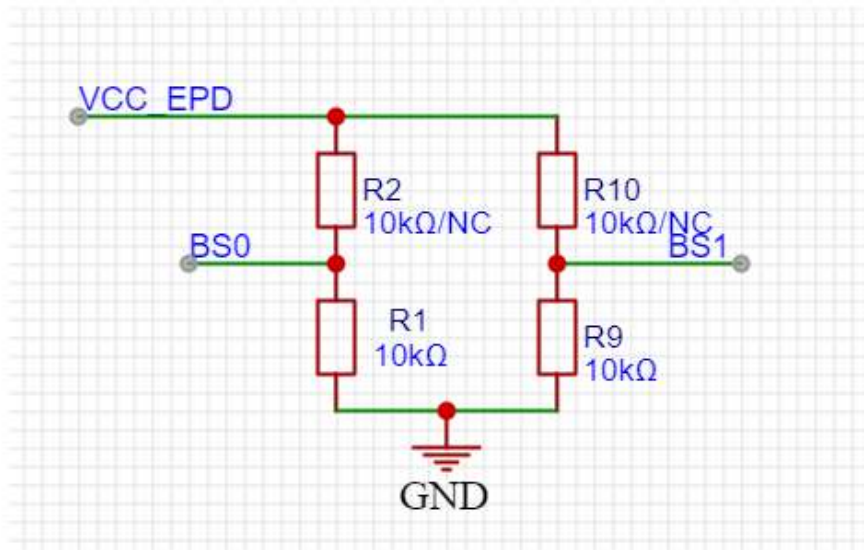 VCC_EPD
R2
10kΩ/NC
R10
10kΩ/NC
BS0
BS1
R1
10kΩ
R9
10kΩ
GND